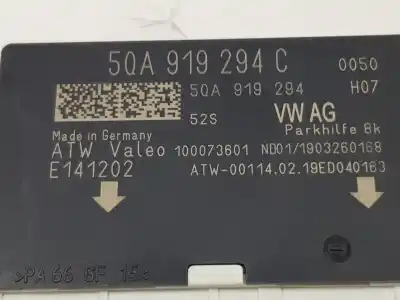 5QA 919 294 C 0050
5QA 919 294 H07
52S VW AG
Made in Germany Parkhilfe 8k
ATW Valeo 100073601 ND01/1903260168
E141202 ATW-00114.02.19ED040163
>PA 66 GF 15<